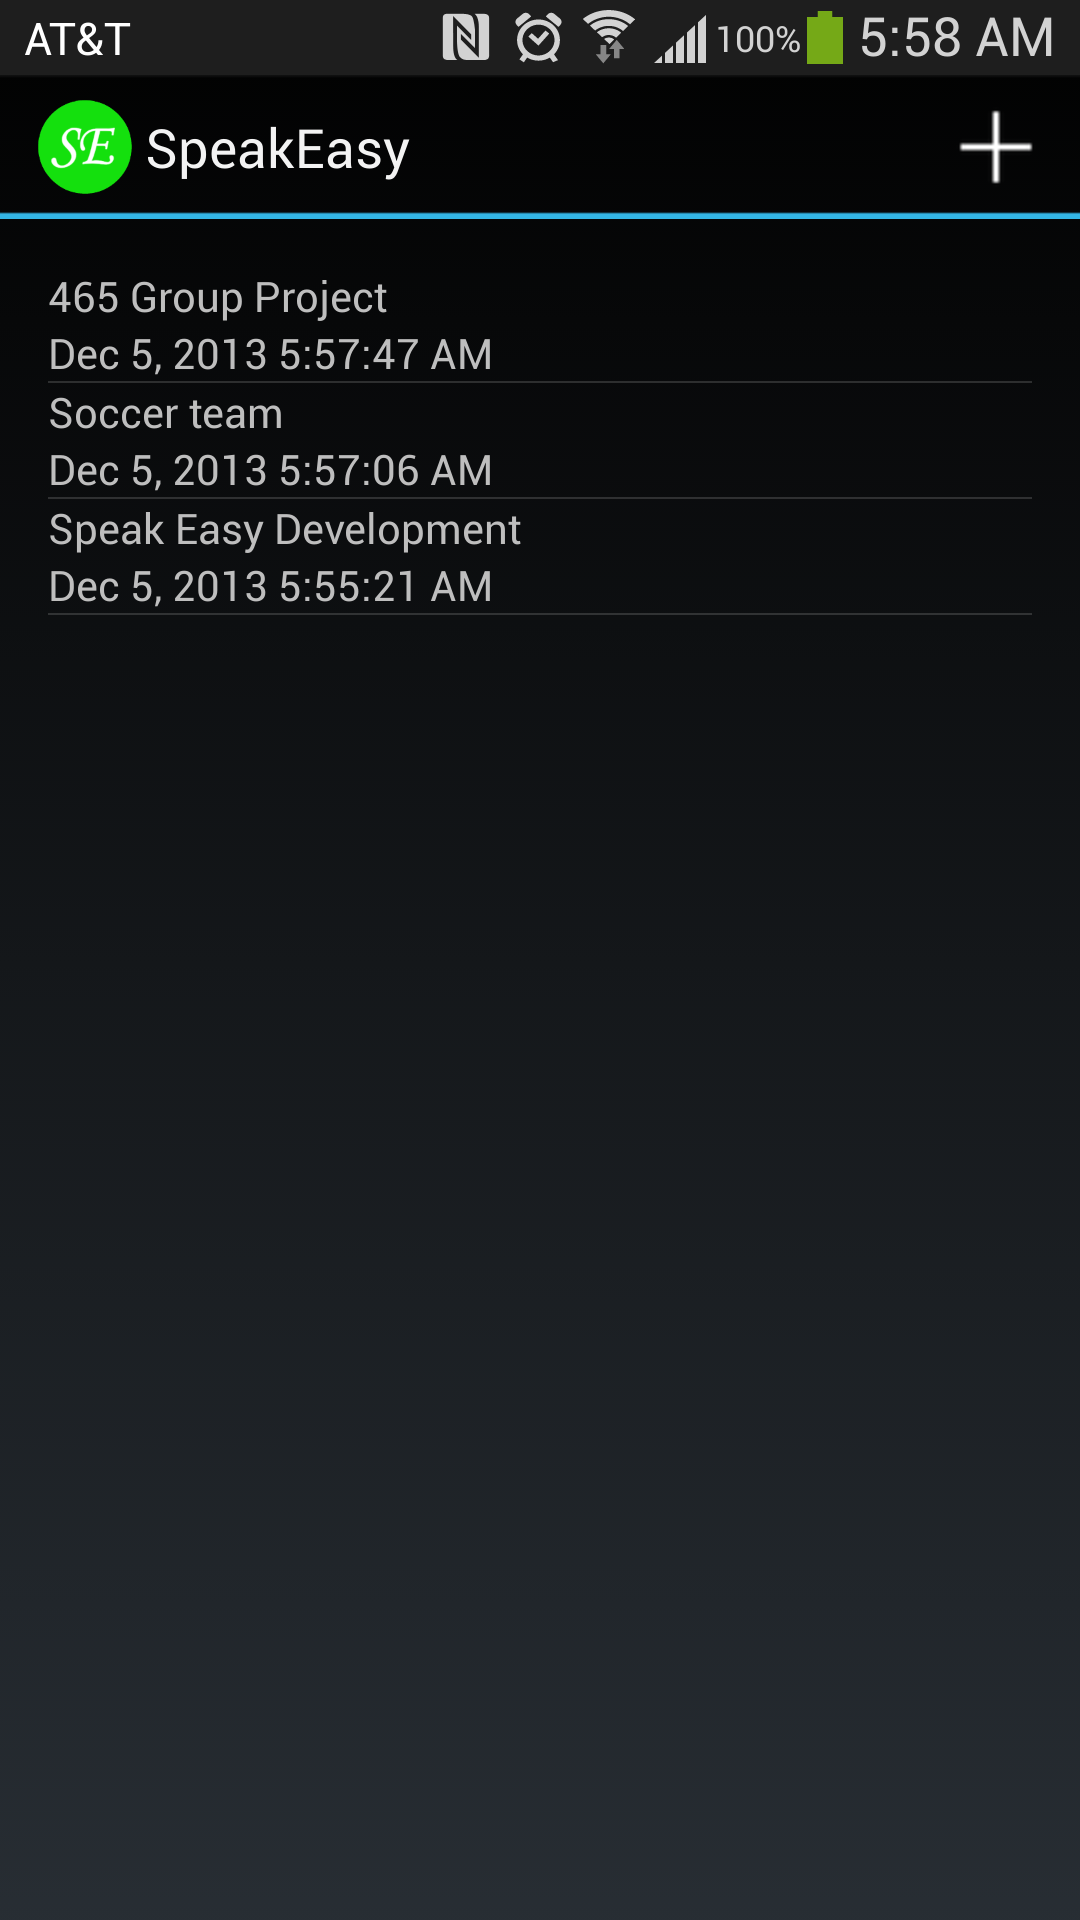 AT&T 100% 5:58 AM
SE SpeakEasy
465 Group Project
Dec 5, 2013 5:57:47 AM
Soccer team
Dec 5, 2013 5:57:06 AM
Speak Easy Development
Dec 5, 2013 5:55:21 AM